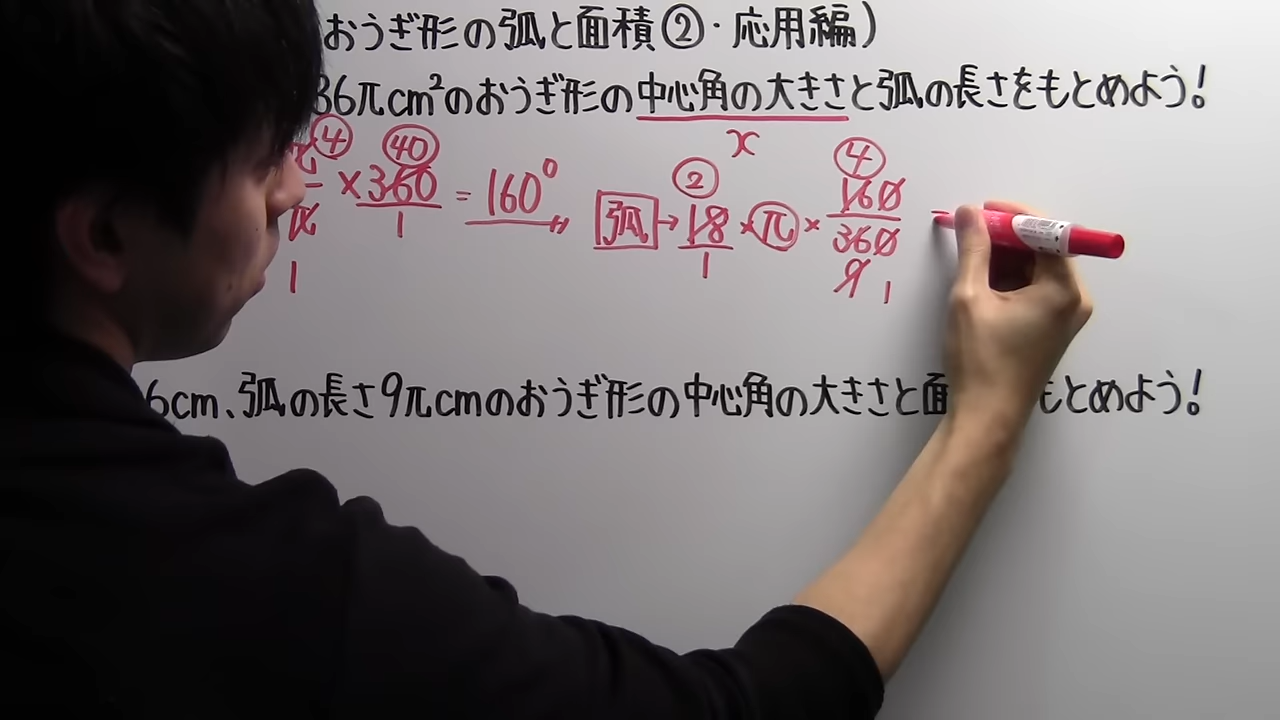 おうぎ形の弧と面積②・応用編)
36πcm²のおうぎ形の中心角の大きさと弧の長さをもとめよう!
x
④ ㊵ ② ④
×360/1 = 160° 弧→18/1×π×160/360
1 9 1
6cm、弧の長さ9πcmのおうぎ形の中心角の大きさと面 もとめよう!